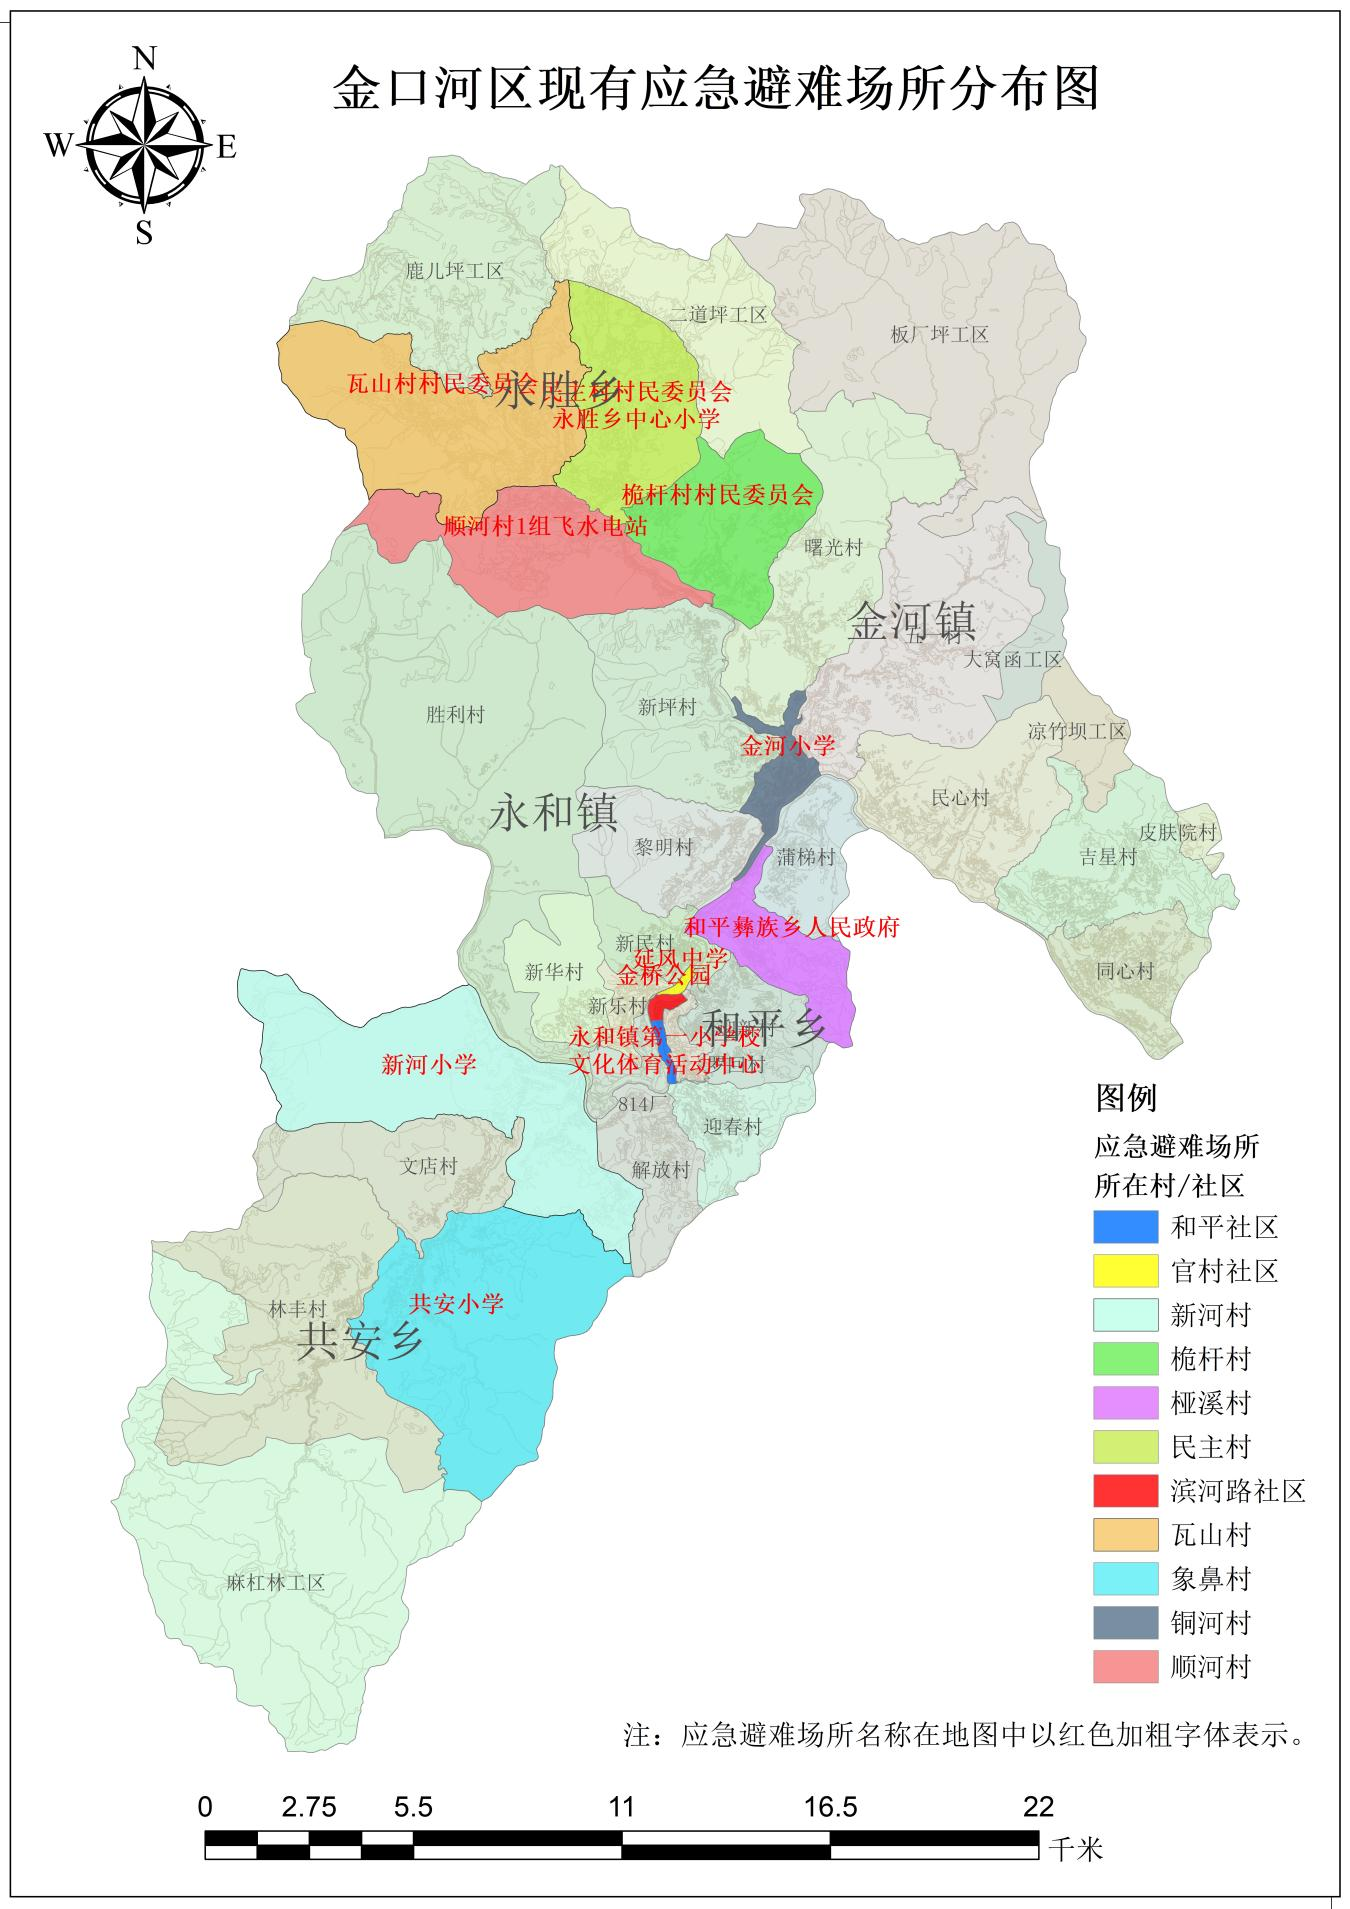 金口河区现有应急避难场所分布图
N
W
E
S
鹿儿坪工区
二道坪工区
板厂坪工区
瓦山村村民委员会
永胜乡
民主村村民委员会
永胜乡中心小学
桅杆村村民委员会
顺河村1组飞水电站
曙光村
金河镇
大窝函工区
胜利村
新坪村
金河小学
凉竹坝工区
民心村
永和镇
黎明村
蒲梯村
皮肤院村
吉星村
和平彝族乡人民政府
新民村
延风中学
金桥公园
新华村
同心村
新乐村
和平乡
永和镇第一小学校
文化体育活动中心
新河小学
814厂
迎春村
文店村
解放村
共安小学
林丰村
共安乡
麻杠林工区
图例
应急避难场所
所在村/社区
和平社区
官村社区
新河村
桅杆村
桠溪村
民主村
滨河路社区
瓦山村
象鼻村
铜河村
顺河村
注：应急避难场所名称在地图中以红色加粗字体表示。
0 2.75 5.5 11 16.5 22
千米